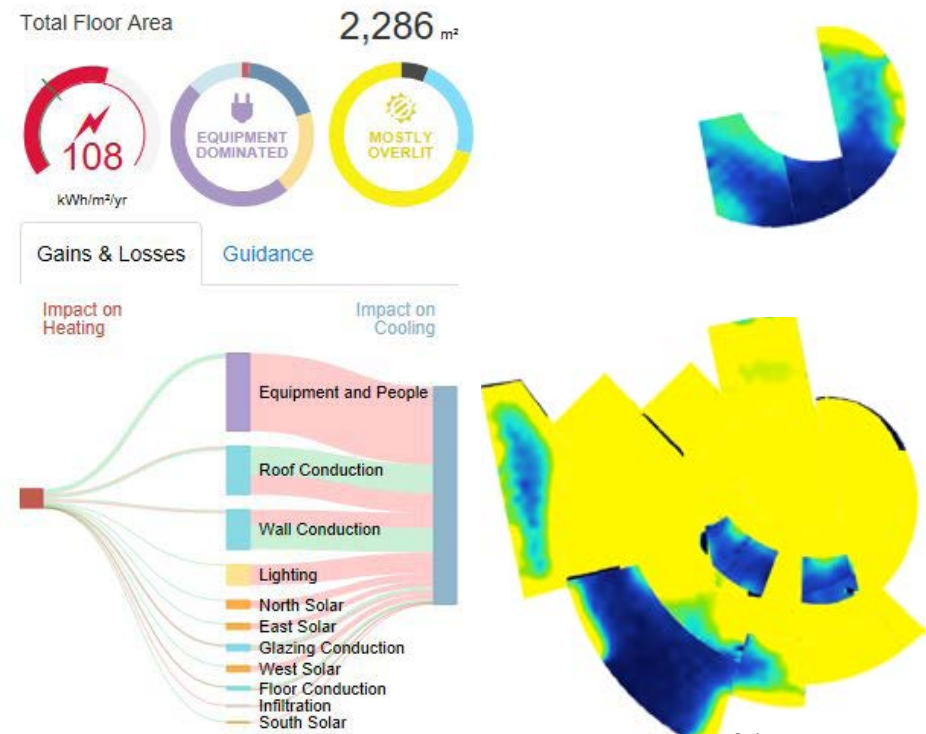 Total Floor Area
2,286 m²
108
kWh/m²/yr
EQUIPMENT
DOMINATED
MOSTLY
OVERLIT
Gains & Losses
Guidance
Impact on
Heating
Impact on
Cooling
Equipment and People
Roof Conduction
Wall Conduction
Lighting
North Solar
East Solar
Glazing Conduction
West Solar
Floor Conduction
Infiltration
South Solar